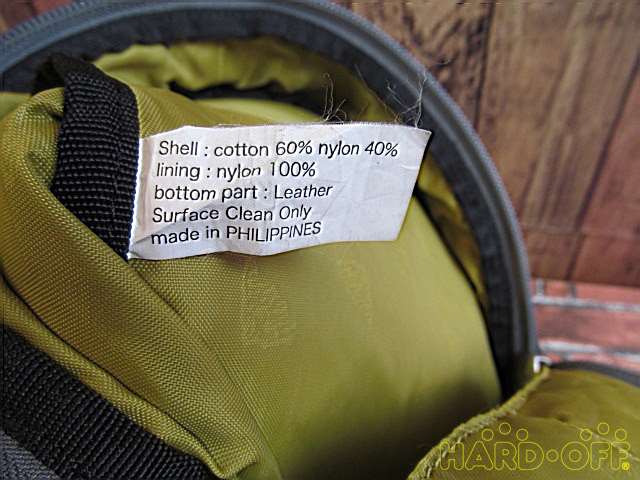 Shell : cotton 60% nylon 40%
lining : nylon 100%
bottom part : Leather
Surface Clean Only
made in PHILIPPINES
HARD·OFF